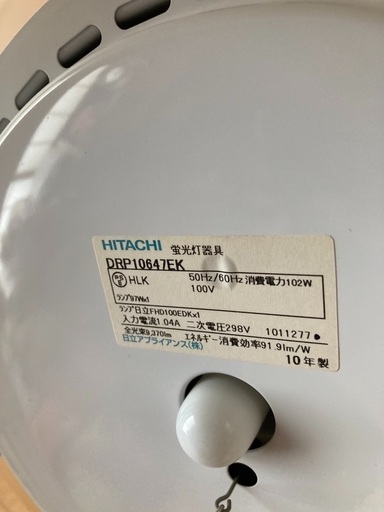 HITACHI 蛍光灯器具
DRP10647EK
PSE HLK 50Hz/60Hz 消費電力102W
100V
ランプ97W×1
ランプ日立FHD100EDK×1
入力電流1.04A 二次電圧298V 1011277●
全光束9,370lm エネルギー消費効率91.9lm/W
日立アプライアンス(株) 10年製